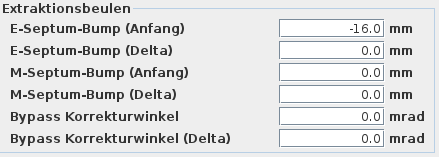 Extraktionsbeulen
E-Septum-Bump (Anfang) -16.0 mm
E-Septum-Bump (Delta) 0.0 mm
M-Septum-Bump (Anfang) 0.0 mm
M-Septum-Bump (Delta) 0.0 mm
Bypass Korrekturwinkel 0.0 mrad
Bypass Korrekturwinkel (Delta) 0.0 mrad